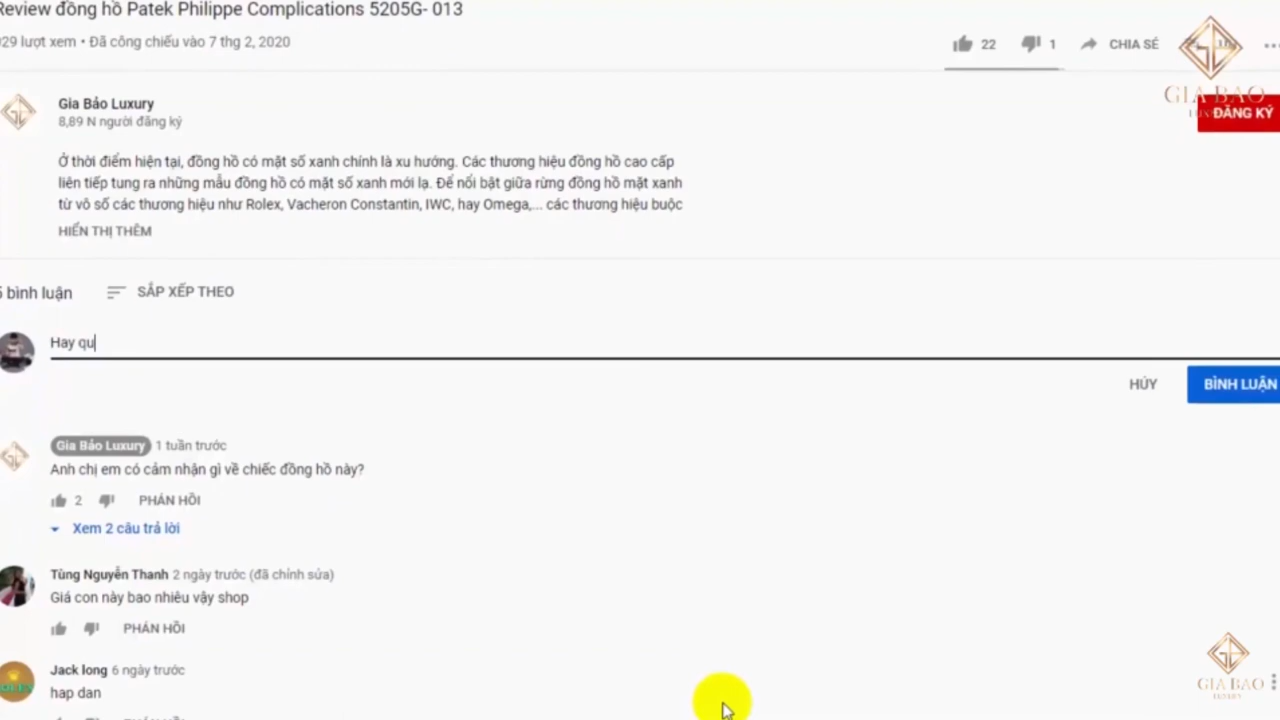 Review đồng hồ Patek Philippe Complications 5205G- 013
29 lượt xem • Đã công chiếu vào 7 thg 2, 2020
22
1
CHIA SẺ
GIA BAO
LUXURY
ĐĂNG KÝ
Gia Bảo Luxury
8,89 N người đăng ký
Ở thời điểm hiện tại, đồng hồ có mặt số xanh chính là xu hướng. Các thương hiệu đồng hồ cao cấp
liên tiếp tung ra những mẫu đồng hồ có mặt số xanh mới lạ. Để nổi bật giữa rừng đồng hồ mặt xanh
từ vô số các thương hiệu như Rolex, Vacheron Constantin, IWC, hay Omega,... các thương hiệu buộc
HIỂN THỊ THÊM
5 bình luận
SẮP XẾP THEO
Hay qu
HỦY
BÌNH LUẬN
Gia Bảo Luxury 1 tuần trước
Anh chị em có cảm nhận gì về chiếc đồng hồ này?
2
PHẢN HỒI
Xem 2 câu trả lời
Tùng Nguyễn Thanh 2 ngày trước (đã chỉnh sửa)
Giá con này bao nhiêu vậy shop
PHẢN HỒI
Jack long 6 ngày trước
hap dan
GIA BAO
LUXURY